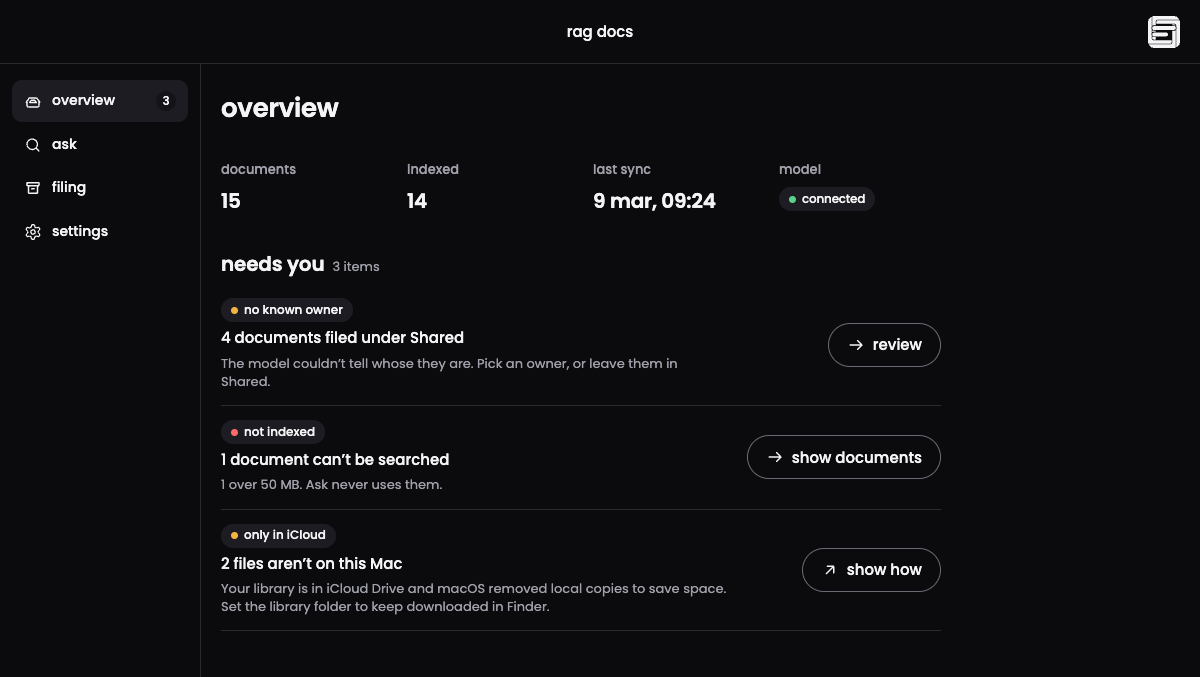 rag docs
overview 3
ask
filing
settings
overview
documents
15
indexed
14
last sync
9 mar, 09:24
model
connected
needs you 3 items
no known owner
4 documents filed under Shared
The model couldn’t tell whose they are. Pick an owner, or leave them in
Shared.
review
not indexed
1 document can’t be searched
1 over 50 MB. Ask never uses them.
show documents
only in iCloud
2 files aren’t on this Mac
Your library is in iCloud Drive and macOS removed local copies to save space.
Set the library folder to keep downloaded in Finder.
show how